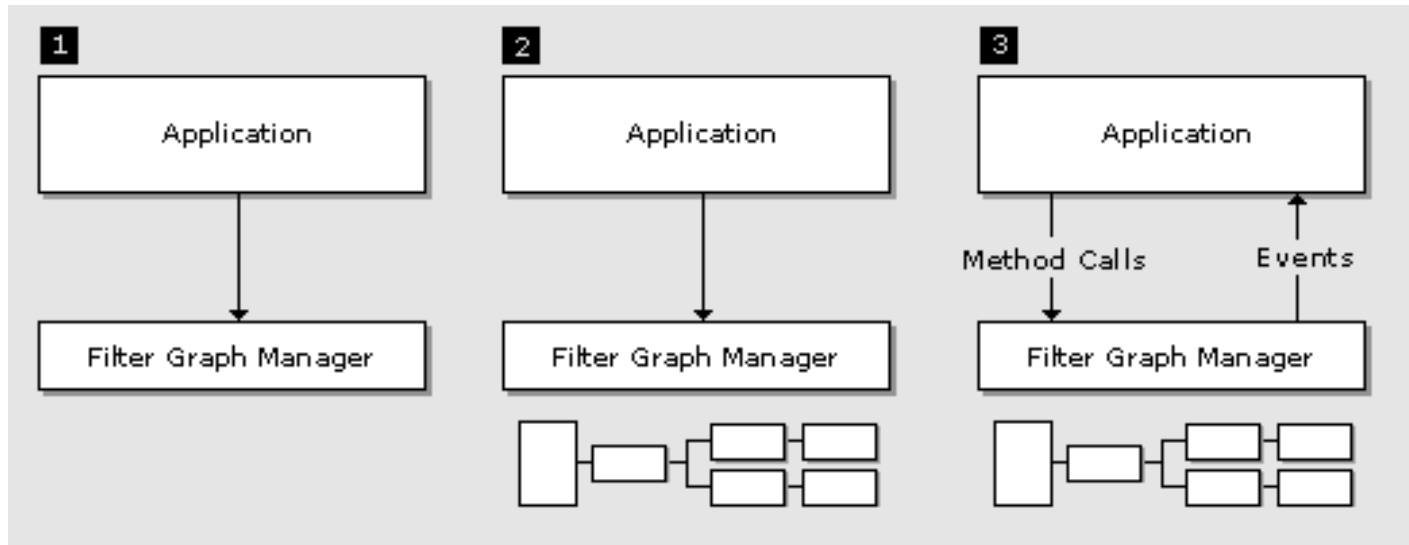 1
Application
Filter Graph Manager
2
Application
Filter Graph Manager
3
Application
Method Calls
Events
Filter Graph Manager